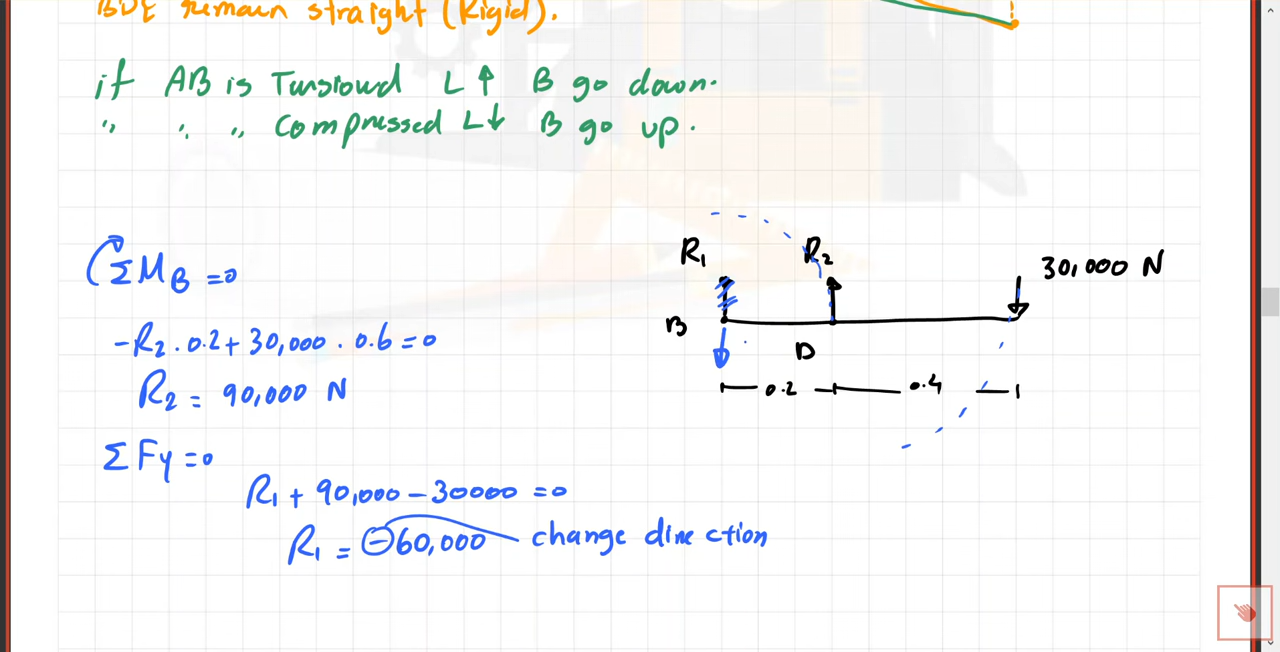 BDE remain straight (Rigid).
if AB is Tensioned L ↑ B go down.
" " " Compressed L↓ B go up.
ΣM_B = 0
-R₂ . 0.2 + 30,000 . 0.6 = 0
R₂ = 90,000 N
ΣFy = 0
R₁ + 90,000 - 30000 = 0
R₁ = -60,000 change direction
R₁ R₂ 30,000 N
B D
0.2 0.4